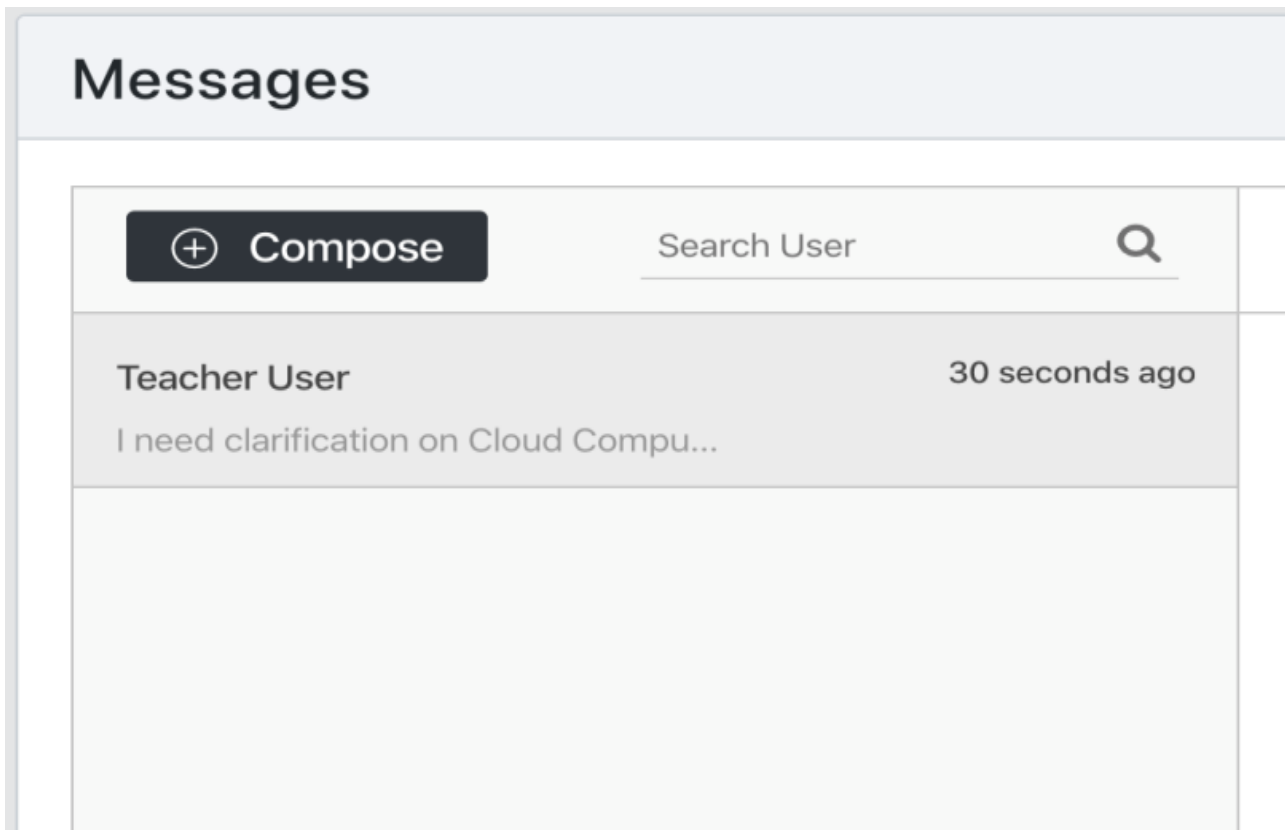 Messages
Compose
Search User
Teacher User
30 seconds ago
I need clarification on Cloud Compu...